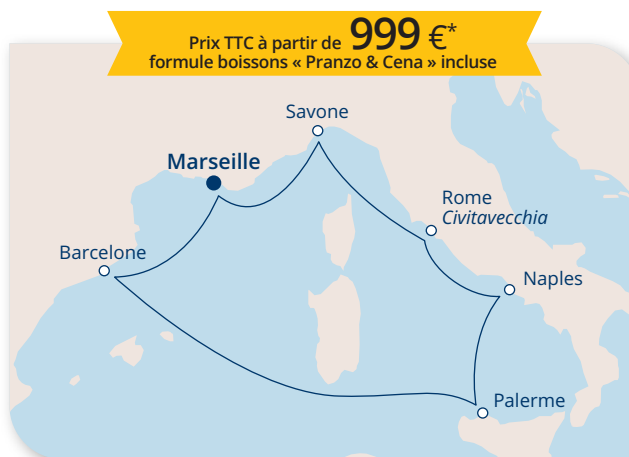 Prix TTC à partir de 999 €*
formule boissons « Pranzo & Cena » incluse
Savone
Marseille
Rome
Civitavecchia
Barcelone
Naples
Palerme